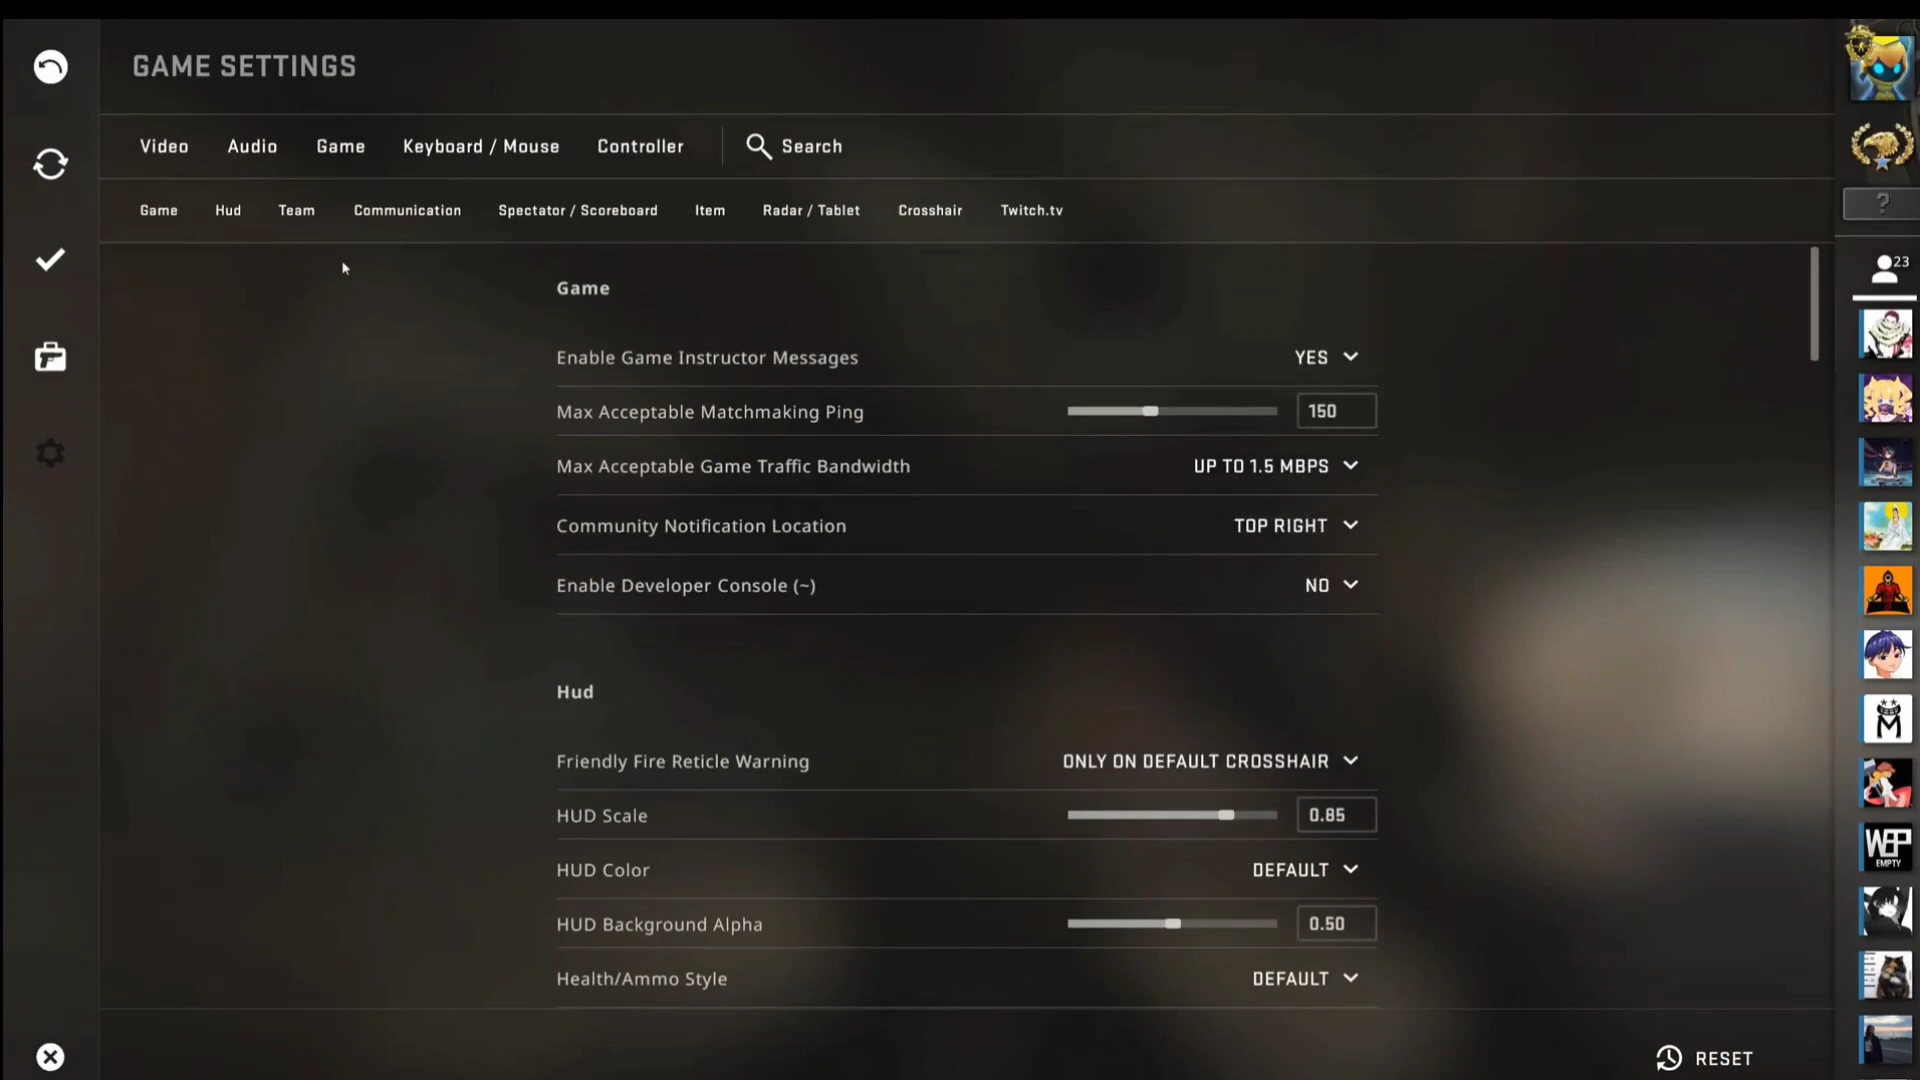 GAME SETTINGS
Video Audio Game Keyboard / Mouse Controller Search
Game Hud Team Communication Spectator / Scoreboard Item Radar / Tablet Crosshair Twitch.tv
?
23
Game
Enable Game Instructor Messages YES
Max Acceptable Matchmaking Ping 150
Max Acceptable Game Traffic Bandwidth UP TO 1.5 MBPS
Community Notification Location TOP RIGHT
Enable Developer Console (~) NO
Hud
Friendly Fire Reticle Warning ONLY ON DEFAULT CROSSHAIR
HUD Scale 0.85
HUD Color DEFAULT
HUD Background Alpha 0.50
Health/Ammo Style DEFAULT
M
WEP
EMPTY
RESET